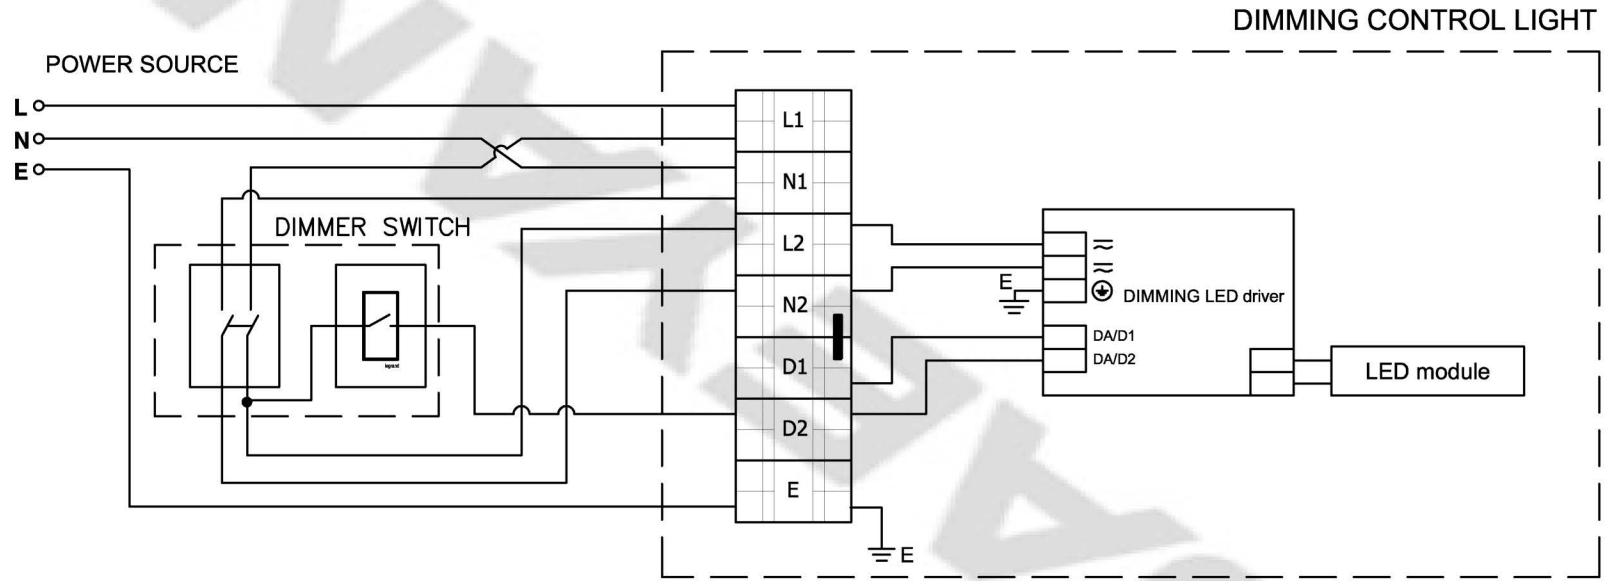 DIMMING CONTROL LIGHT
POWER SOURCE
L
N
E
DIMMER SWITCH
legrand
L1
N1
L2
N2
D1
D2
E
E
E
DIMMING LED driver
DA/D1
DA/D2
LED module